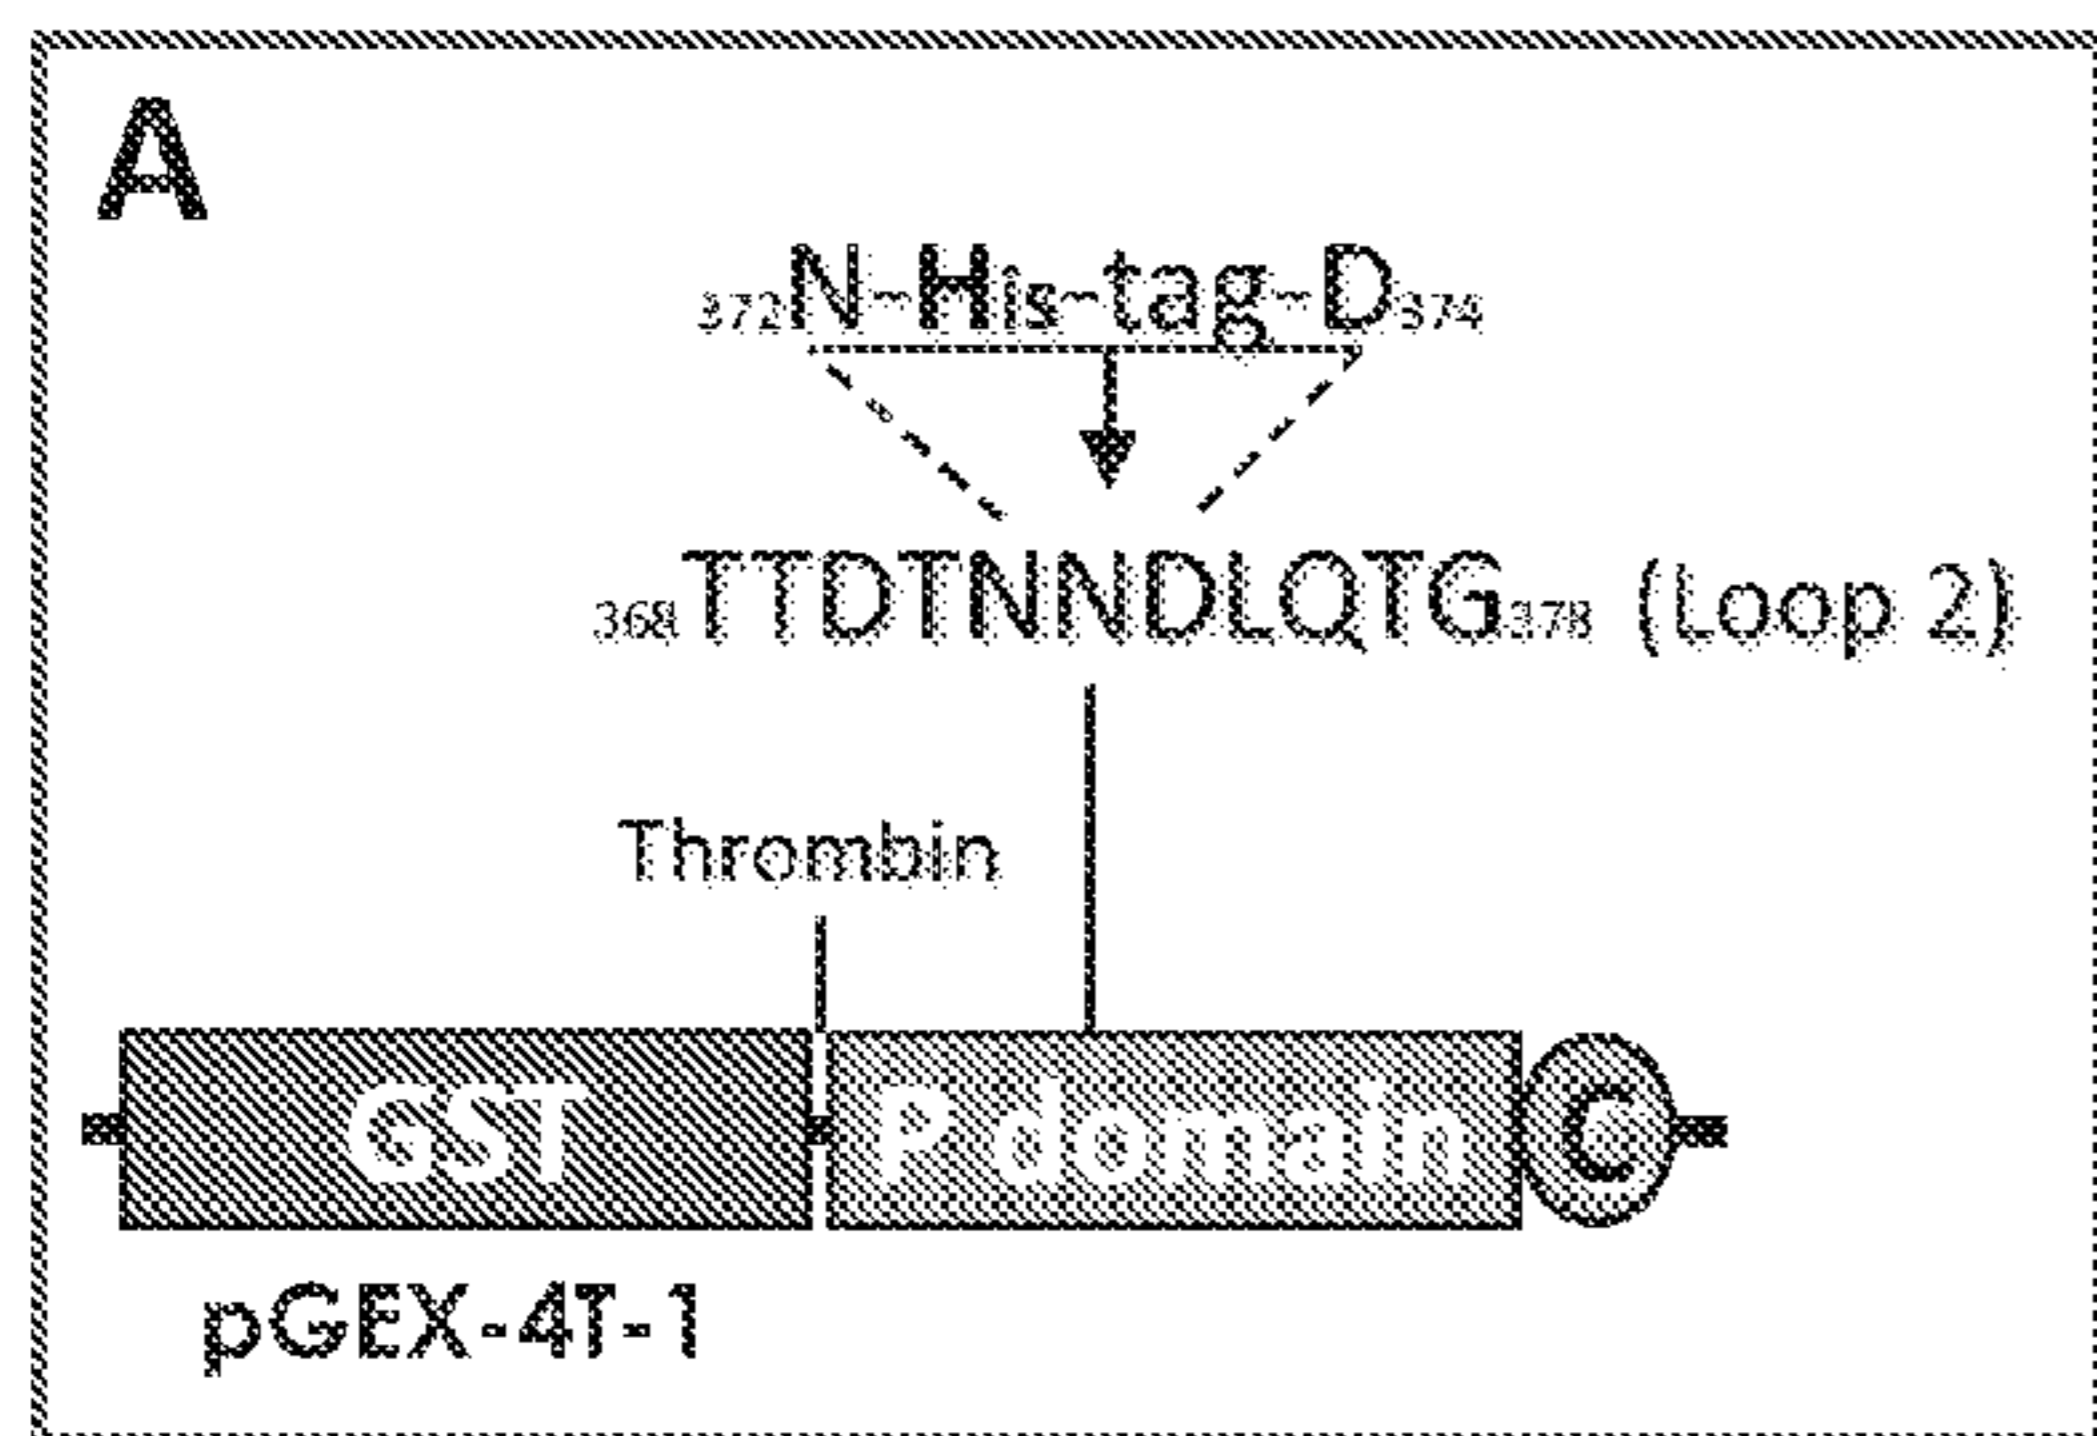 A
372N-His-tag-D374
368TTDTNNDLQTG378 (Loop 2)
Thrombin
GST P domain C
pGEX-4T-1